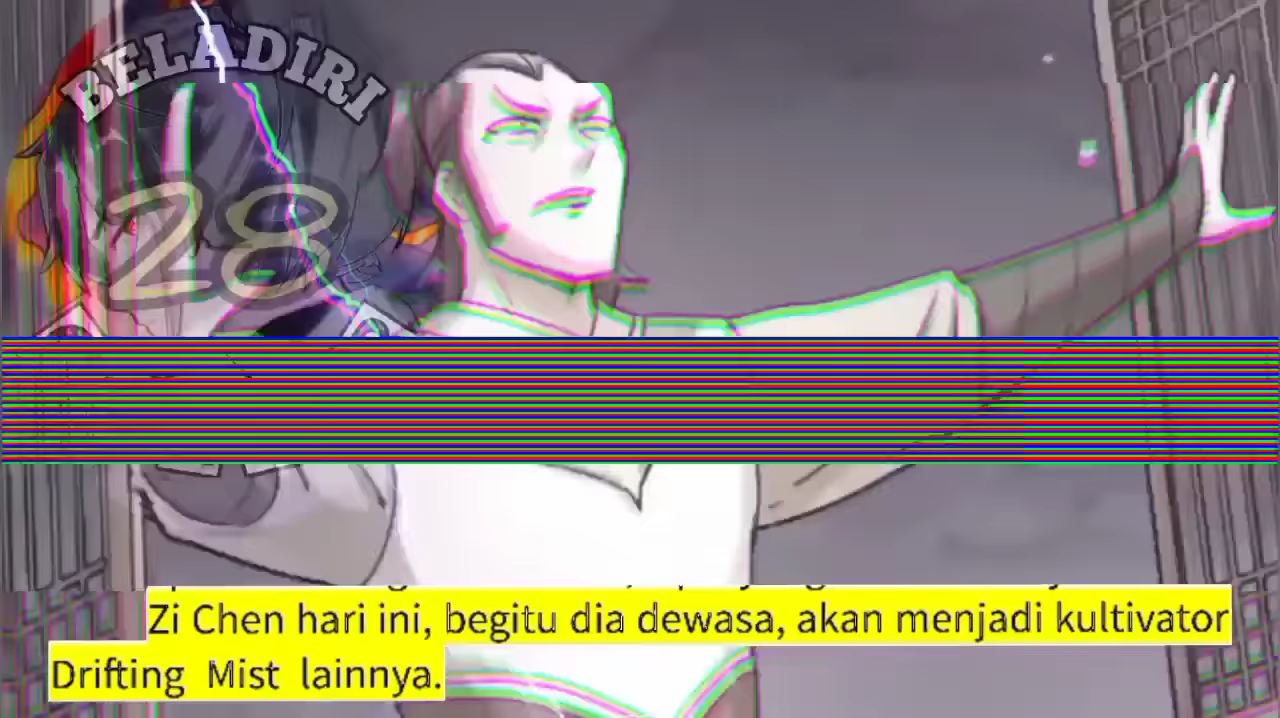 BELADIRI
28
Zi Chen hari ini, begitu dia dewasa, akan menjadi kultivator
Drifting Mist lainnya.